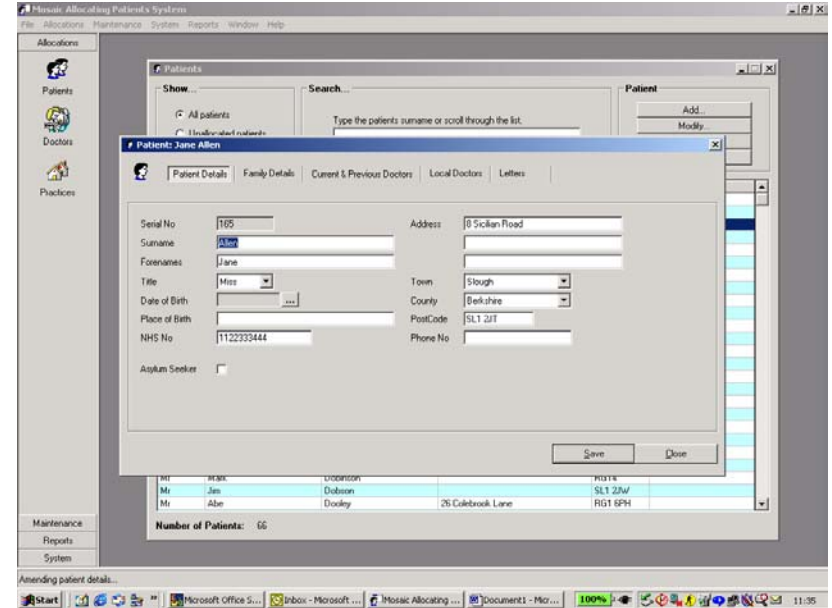 Mosaic Allocating Patients System
File Allocations Maintenance System Reports Window Help
Allocations
Patients
Doctors
Practices
Patients
Show... Search... Patient
All patients Type the patients surname or scroll through the list. Add...
Unallocated patients Modify...
Patient: Jane Allen
Patient Details Family Details Current & Previous Doctors Local Doctors Letters
Serial No 165 Address 8 Sicilian Road
Surname Allen
Forenames Jane
Title Miss Town Slough
Date of Birth ... County Berkshire
Place of Birth PostCode SL1 2JT
NHS No 1122333444 Phone No
Asylum Seeker
Save Close
Mr Mark Dobinson RG14
Mr Jim Dobson SL1 2JW
Mr Abe Dooley 26 Colebrook Lane RG1 6PH
Number of Patients: 66
Maintenance
Reports
System
Amending patient details...
Start " Microsoft Office S... Inbox - Microsoft ... Mosaic Allocating ... Document1 - Micr... 100% 11:35